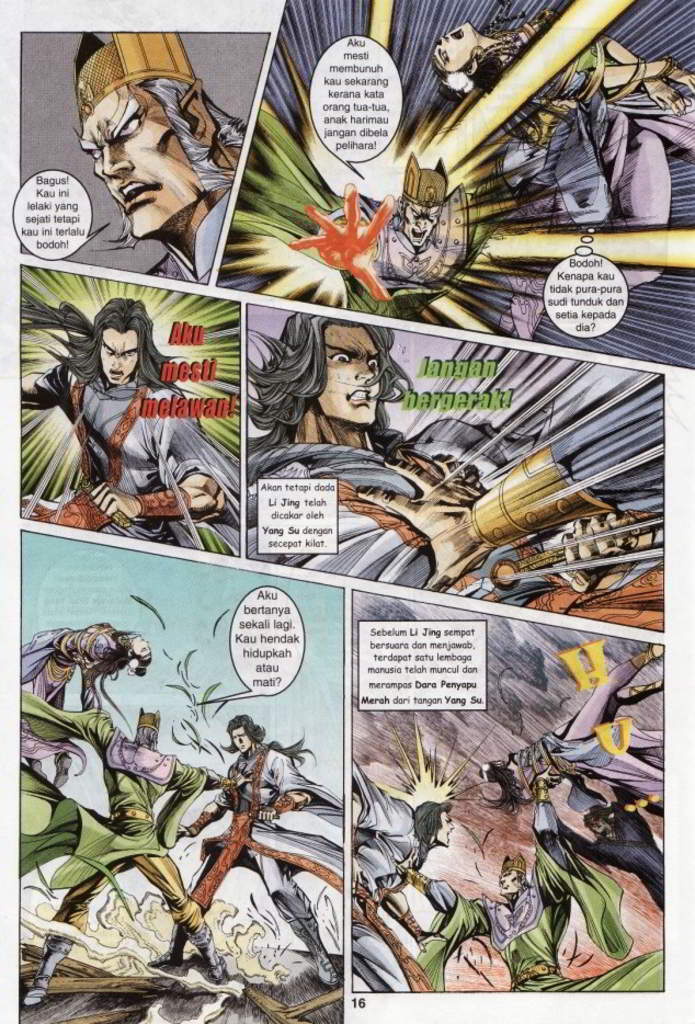 Bagus!
Kau ini
lelaki yang
sejati tetapi
kau ini terlalu
bodoh!
Aku
mesti
membunuh
kau sekarang
kerana kata
orang tua-tua,
anak harimau
jangan dibela
pelihara!
Bodoh!
Kenapa kau
tidak pura-pura
sudi tunduk dan
setia kepada
dia?
Aku
mesti
melawan!
Jangan
bergerak!
Akan tetapi dada
Li Jing telah
dicakar oleh
Yang Su dengan
secepat kilat.
Aku
bertanya
sekali lagi.
Kau hendak
hidupkah
atau
mati?
Sebelum Li Jing sempat
bersuara dan menjawab,
terdapat satu lembaga
manusia telah muncul dan
merampas Dara Penyapu
Merah dari tangan Yang Su.
HU
16